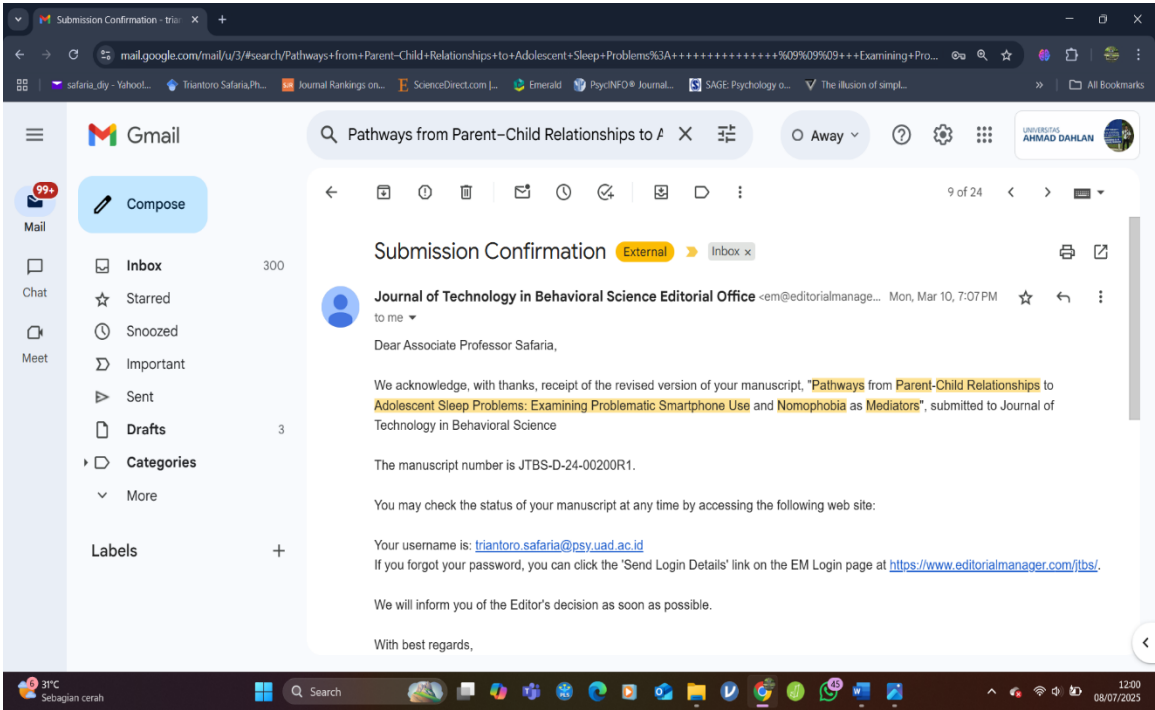 Submission Confirmation - trian
mail.google.com/mail/u/3/#search/Pathways+from+Parent-Child+Relationships+to+Adolescent+Sleep+Problems%3A+++++++++++++++%09%09%09+++Examining+Pro...
safaria_diy - Yahoo!...
Triantoro Safaria,Ph...
Journal Rankings on...
ScienceDirect.com |...
Emerald
PsycINFO® Journal...
SAGE: Psychology o...
The illusion of simpl...
»
All Bookmarks
Gmail
Pathways from Parent–Child Relationships to A
Away
UNIVERSITAS
AHMAD DAHLAN
99+
Mail
Chat
Meet
Compose
Inbox 300
Starred
Snoozed
Important
Sent
Drafts 3
Categories
More
Labels +
9 of 24
Submission Confirmation External Inbox x
Journal of Technology in Behavioral Science Editorial Office <em@editorialmanage... Mon, Mar 10, 7:07 PM
to me
Dear Associate Professor Safaria,
We acknowledge, with thanks, receipt of the revised version of your manuscript, "Pathways from Parent-Child Relationships to
Adolescent Sleep Problems: Examining Problematic Smartphone Use and Nomophobia as Mediators", submitted to Journal of
Technology in Behavioral Science
The manuscript number is JTBS-D-24-00200R1.
You may check the status of your manuscript at any time by accessing the following web site:
Your username is: triantoro.safaria@psy.uad.ac.id
If you forgot your password, you can click the 'Send Login Details' link on the EM Login page at https://www.editorialmanager.com/jtbs/.
We will inform you of the Editor's decision as soon as possible.
With best regards,
6
31°C
Sebagian cerah
Search
45
12:00
08/07/2025